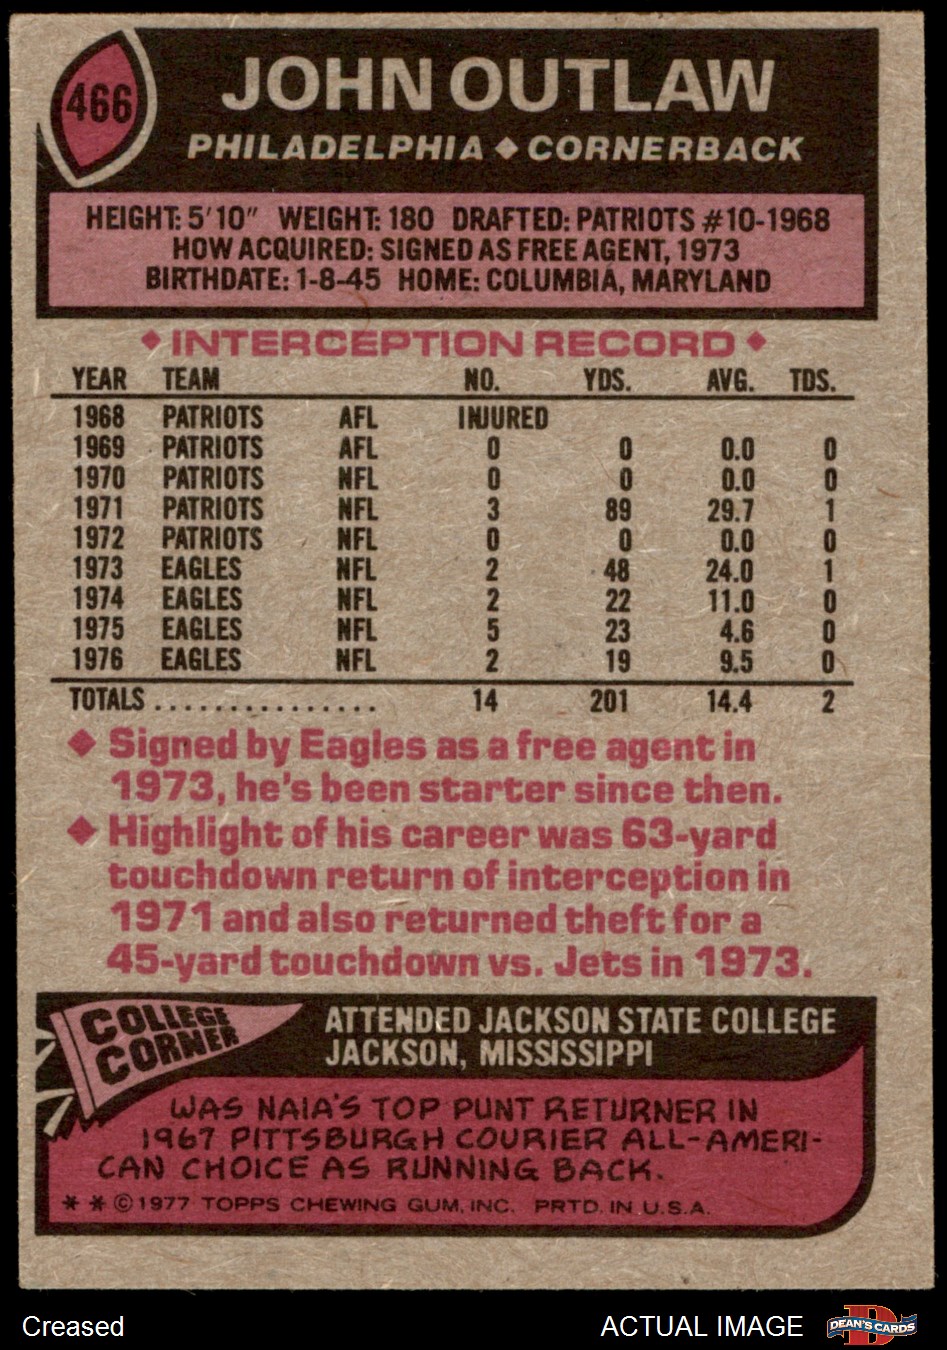 466
JOHN OUTLAW
PHILADELPHIA ◆ CORNERBACK
HEIGHT: 5'10" WEIGHT: 180 DRAFTED: PATRIOTS #10-1968
HOW ACQUIRED: SIGNED AS FREE AGENT, 1973
BIRTHDATE: 1-8-45 HOME: COLUMBIA, MARYLAND
◆ INTERCEPTION RECORD ◆
YEAR TEAM NO. YDS. AVG. TDS.
1968 PATRIOTS AFL INJURED
1969 PATRIOTS AFL 0 0 0.0 0
1970 PATRIOTS NFL 0 0 0.0 0
1971 PATRIOTS NFL 3 89 29.7 1
1972 PATRIOTS NFL 0 0 0.0 0
1973 EAGLES NFL 2 48 24.0 1
1974 EAGLES NFL 2 22 11.0 0
1975 EAGLES NFL 5 23 4.6 0
1976 EAGLES NFL 2 19 9.5 0
TOTALS............... 14 201 14.4 2
◆ Signed by Eagles as a free agent in
1973, he's been starter since then.
◆ Highlight of his career was 63-yard
touchdown return of interception in
1971 and also returned theft for a
45-yard touchdown vs. Jets in 1973.
COLLEGE
CORNER
ATTENDED JACKSON STATE COLLEGE
JACKSON, MISSISSIPPI
WAS NAIA'S TOP PUNT RETURNER IN
1967 PITTSBURGH COURIER ALL-AMERI-
CAN CHOICE AS RUNNING BACK.
* * © 1977 TOPPS CHEWING GUM, INC. PRTD. IN U.S.A.
Creased
ACTUAL IMAGE
D
DEAN'S CARDS